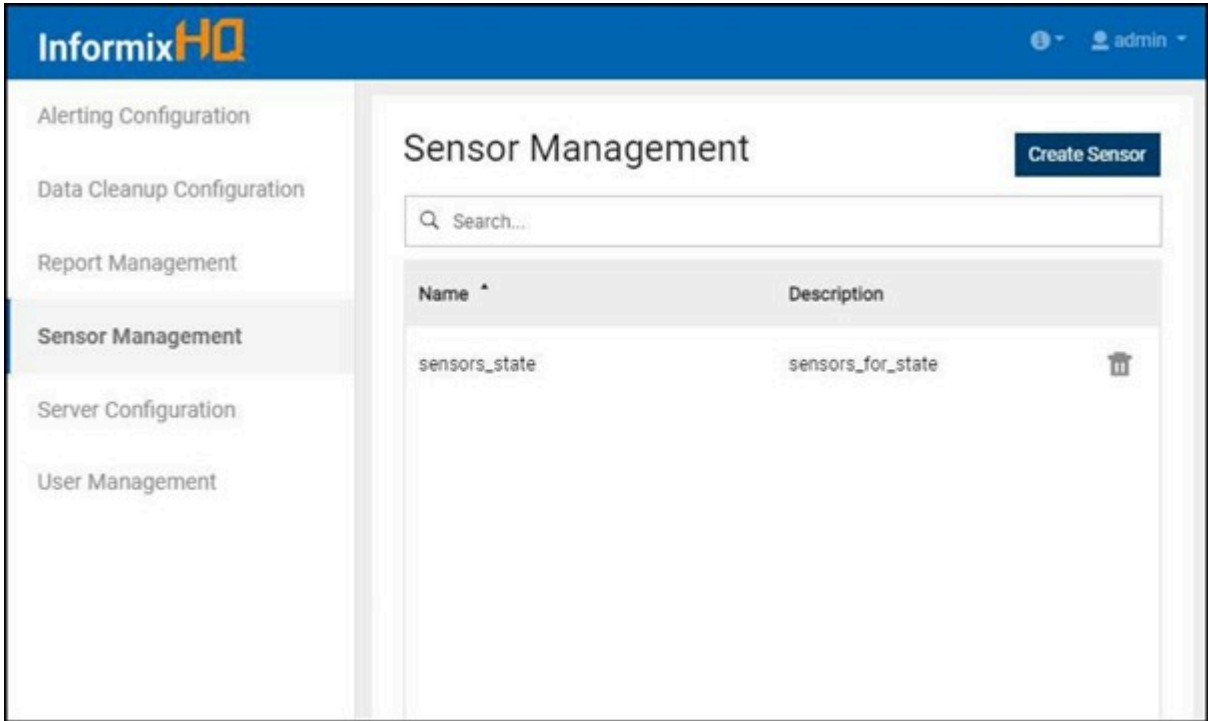 InformixHQ
admin
Alerting Configuration
Data Cleanup Configuration
Report Management
Sensor Management
Server Configuration
User Management
Sensor Management
Create Sensor
Search...
Name Description
sensors_state sensors_for_state